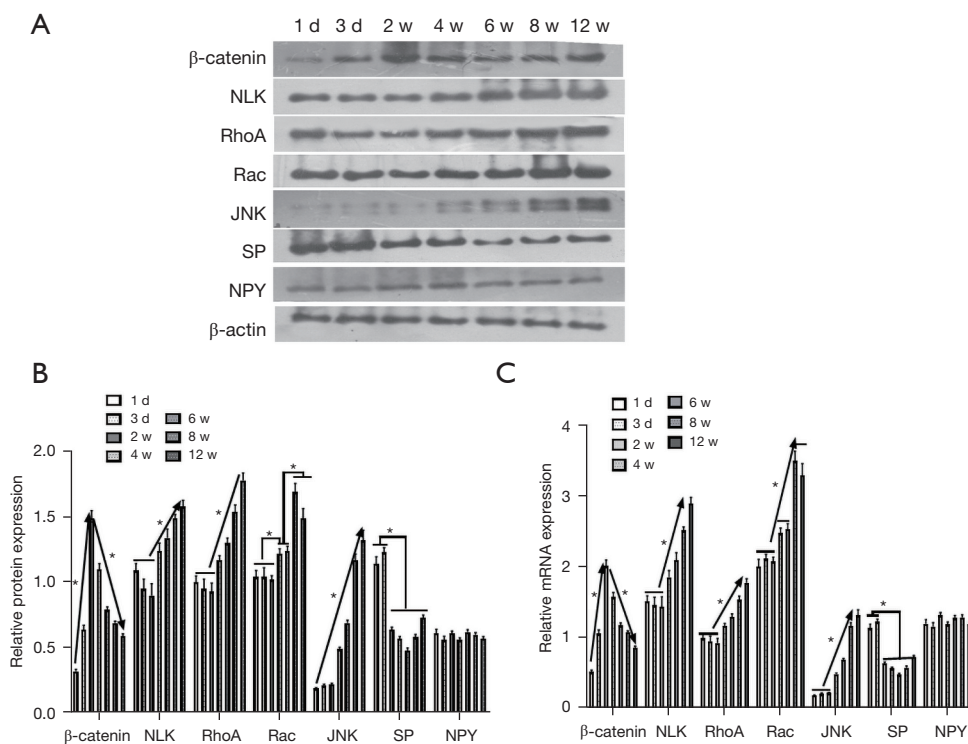 A
1 d 3 d 2 w 4 w 6 w 8 w 12 w
β-catenin
NLK
RhoA
Rac
JNK
SP
NPY
β-actin
B
1 d
3 d
2 w
4 w
6 w
8 w
12 w
Relative protein expression
2.0
1.5
1.0
0.5
0.0
* * * * * * * *
β-catenin NLK RhoA Rac JNK SP NPY
C
1 d
3 d
2 w
4 w
6 w
8 w
12 w
Relative mRNA expression
4
3
2
1
0
* * * * * * *
β-catenin NLK RhoA Rac JNK SP NPY